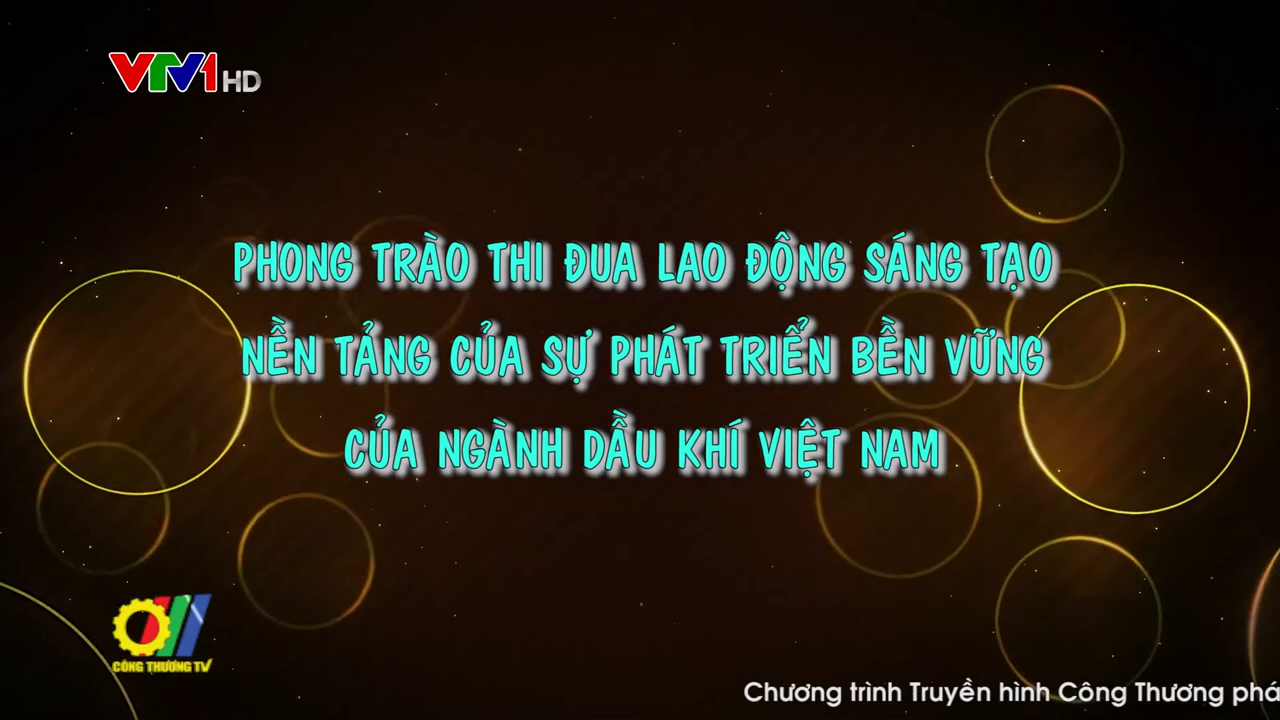 VTV1 HD
PHONG TRÀO THI ĐUA LAO ĐỘNG SÁNG TẠO
NỀN TẢNG CỦA SỰ PHÁT TRIỂN BỀN VỮNG
CỦA NGÀNH DẦU KHÍ VIỆT NAM
CÔNG THƯƠNG TV
Chương trình Truyền hình Công Thương phá